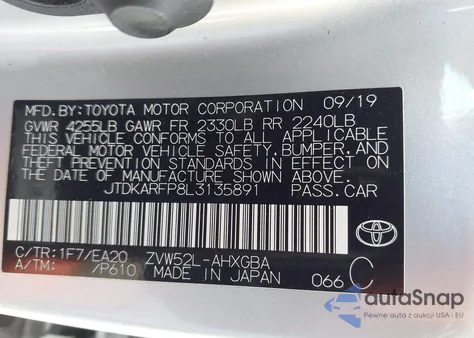 MFD.BY:TOYOTA MOTOR CORPORATION 09/19
GVWR 4255LB GAWR FR 2330LB RR 2240LB
THIS VEHICLE CONFORMS TO ALL APPLICABLE
FEDERAL MOTOR VEHICLE SAFETY, BUMPER, AND
THEFT PREVENTION STANDARDS IN EFFECT ON
THE DATE OF MANUFACTURE SHOWN ABOVE.
JTDKARFP8L3135891 PASS.CAR
C/TR:1F7/EA20 ZVW52L-AHXGBA
A/TM: /P610 MADE IN JAPAN 066 C
TOYOTA
autoSnap
Pewne auta z aukcji USA i EU